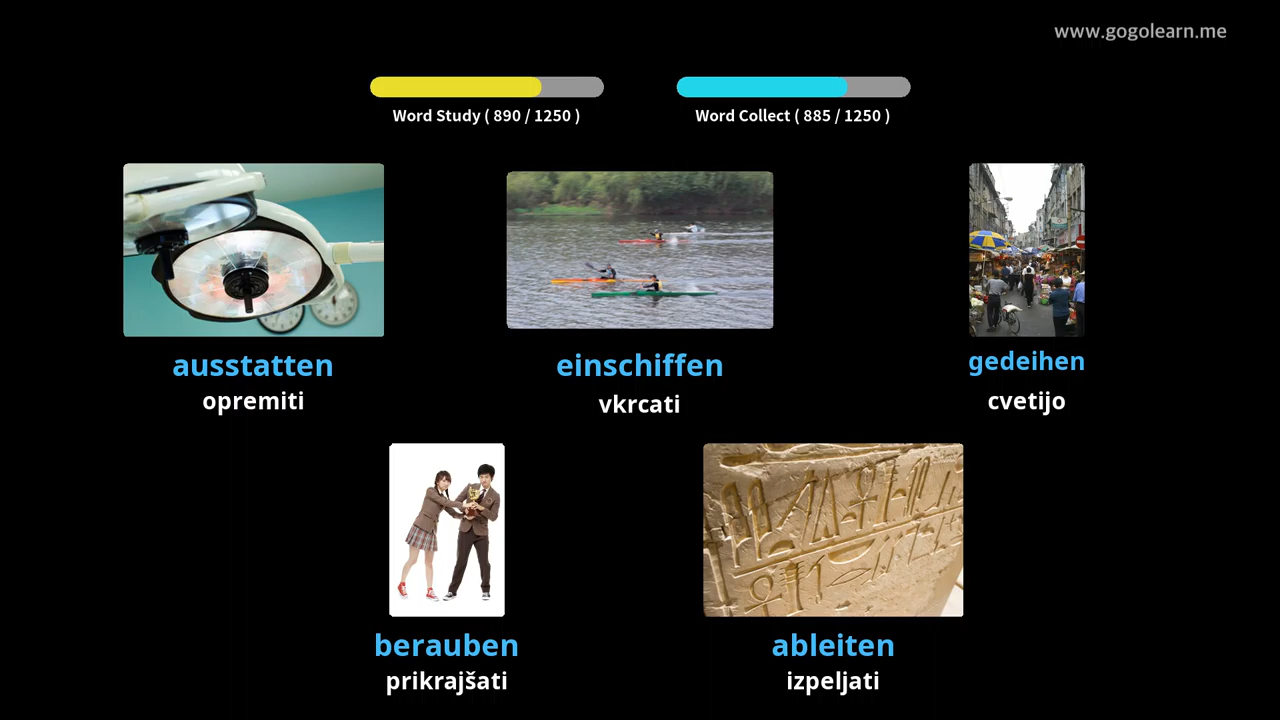 www.gogolearn.me
Word Study ( 890 / 1250 )
Word Collect ( 885 / 1250 )
ausstatten
opremiti
einschiffen
vkrcati
gedeihen
cvetijo
berauben
prikrajšati
ableiten
izpeljati